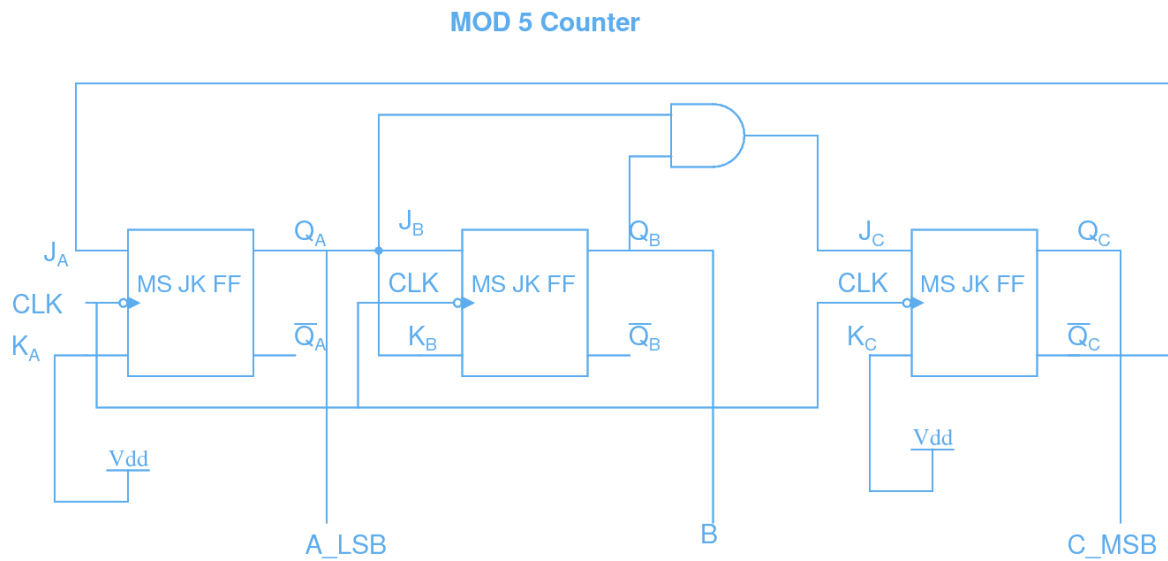 MOD 5 Counter
J_A
CLK
K_A
MS JK FF
Q_A
Q̅_A
Vdd
J_B
CLK
K_B
MS JK FF
Q_B
Q̅_B
J_C
CLK
K_C
MS JK FF
Q_C
Q̅_C
Vdd
A_LSB
B
C_MSB